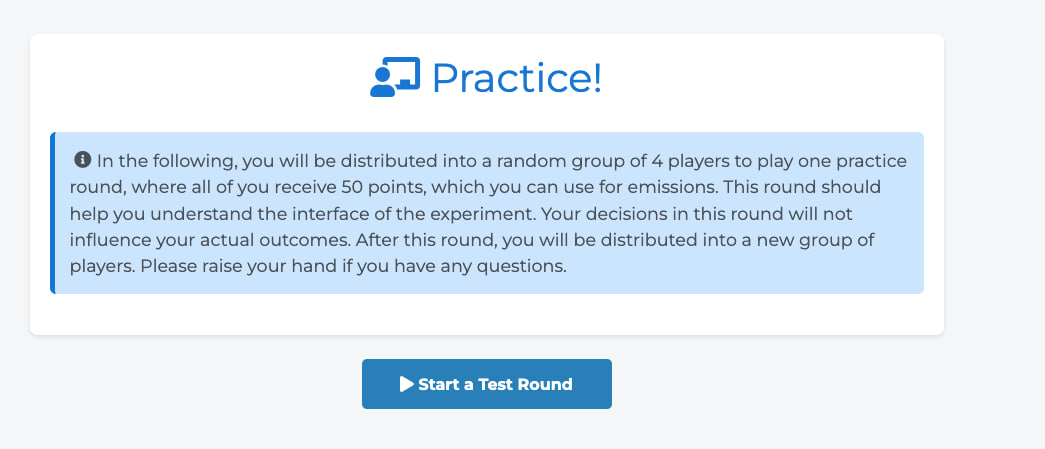 Practice!
In the following, you will be distributed into a random group of 4 players to play one practice
round, where all of you receive 50 points, which you can use for emissions. This round should
help you understand the interface of the experiment. Your decisions in this round will not
influence your actual outcomes. After this round, you will be distributed into a new group of
players. Please raise your hand if you have any questions.
Start a Test Round